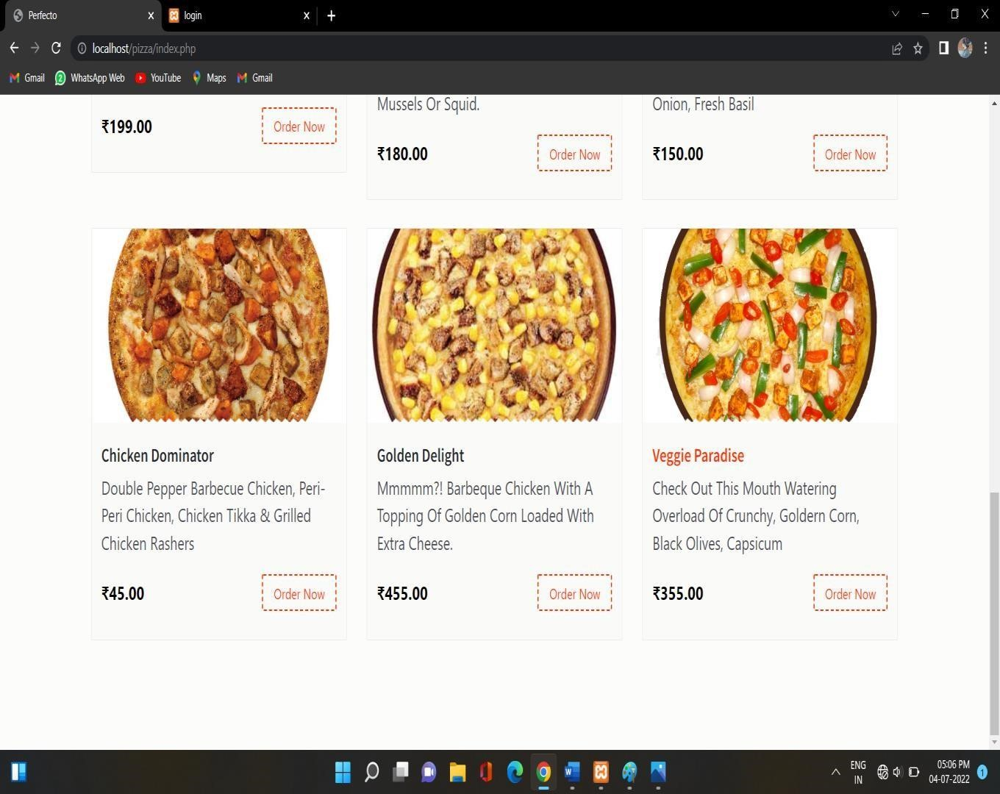 Perfecto
login
localhost/pizza/index.php
Gmail
WhatsApp Web
YouTube
Maps
Gmail
₹199.00
Order Now
Mussels Or Squid.
₹180.00
Order Now
Onion, Fresh Basil
₹150.00
Order Now
Chicken Dominator
Double Pepper Barbecue Chicken, Peri-
Peri Chicken, Chicken Tikka & Grilled
Chicken Rashers
₹45.00
Order Now
Golden Delight
Mmmmm?! Barbeque Chicken With A
Topping Of Golden Corn Loaded With
Extra Cheese.
₹455.00
Order Now
Veggie Paradise
Check Out This Mouth Watering
Overload Of Crunchy, Goldern Corn,
Black Olives, Capsicum
₹355.00
Order Now
ENG
IN
05:06 PM
04-07-2022
1